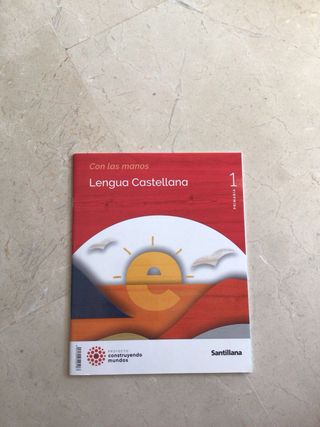 Con las manos
Lengua Castellana
1
PRIMARIA
e
PROYECTO
construyendo
mundos
Santillana